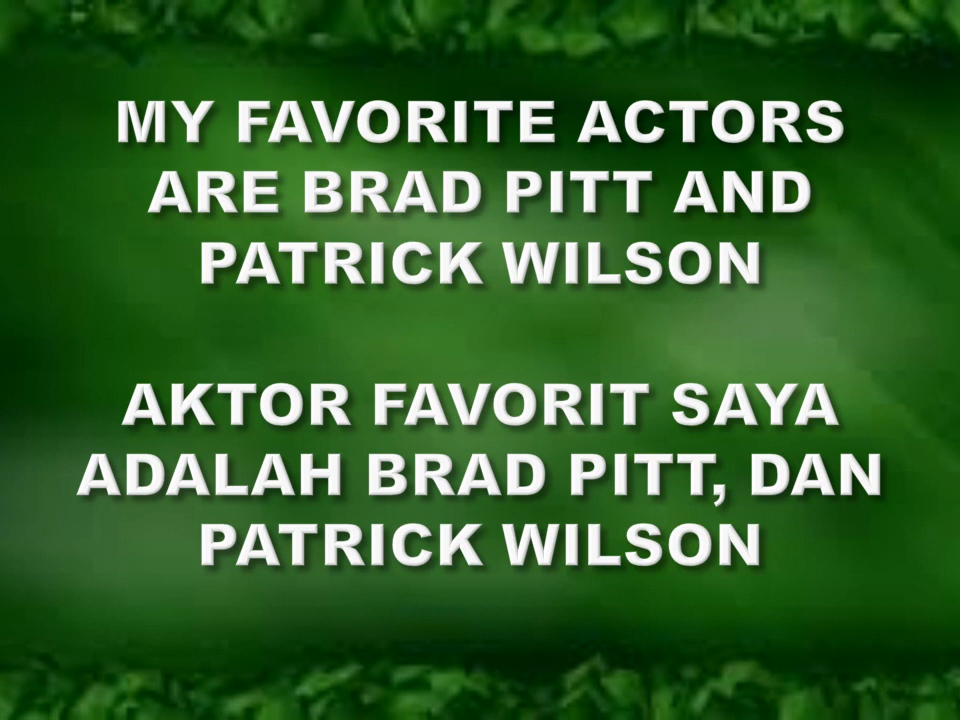 MY FAVORITE ACTORS
ARE BRAD PITT AND
PATRICK WILSON
AKTOR FAVORIT SAYA
ADALAH BRAD PITT, DAN
PATRICK WILSON